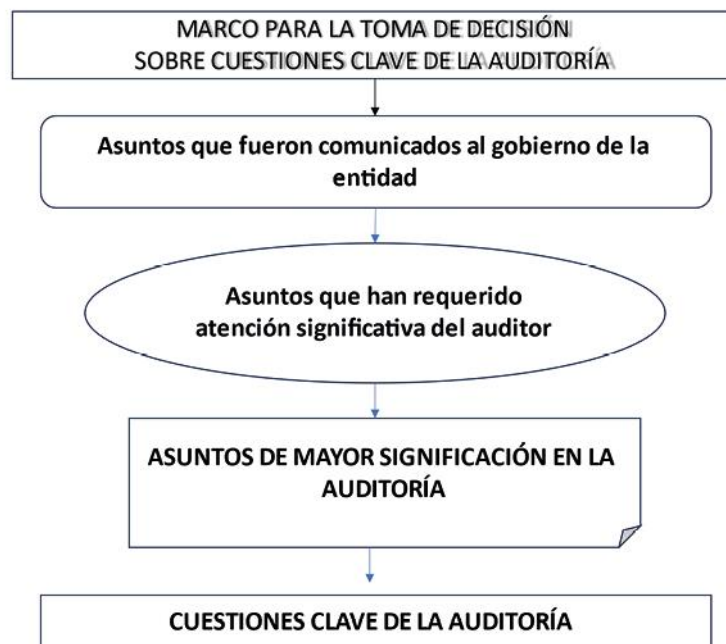 MARCO PARA LA TOMA DE DECISIÓN
SOBRE CUESTIONES CLAVE DE LA AUDITORÍA
Asuntos que fueron comunicados al gobierno de la
entidad
Asuntos que han requerido
atención significativa del auditor
ASUNTOS DE MAYOR SIGNIFICACIÓN EN LA
AUDITORÍA
CUESTIONES CLAVE DE LA AUDITORÍA